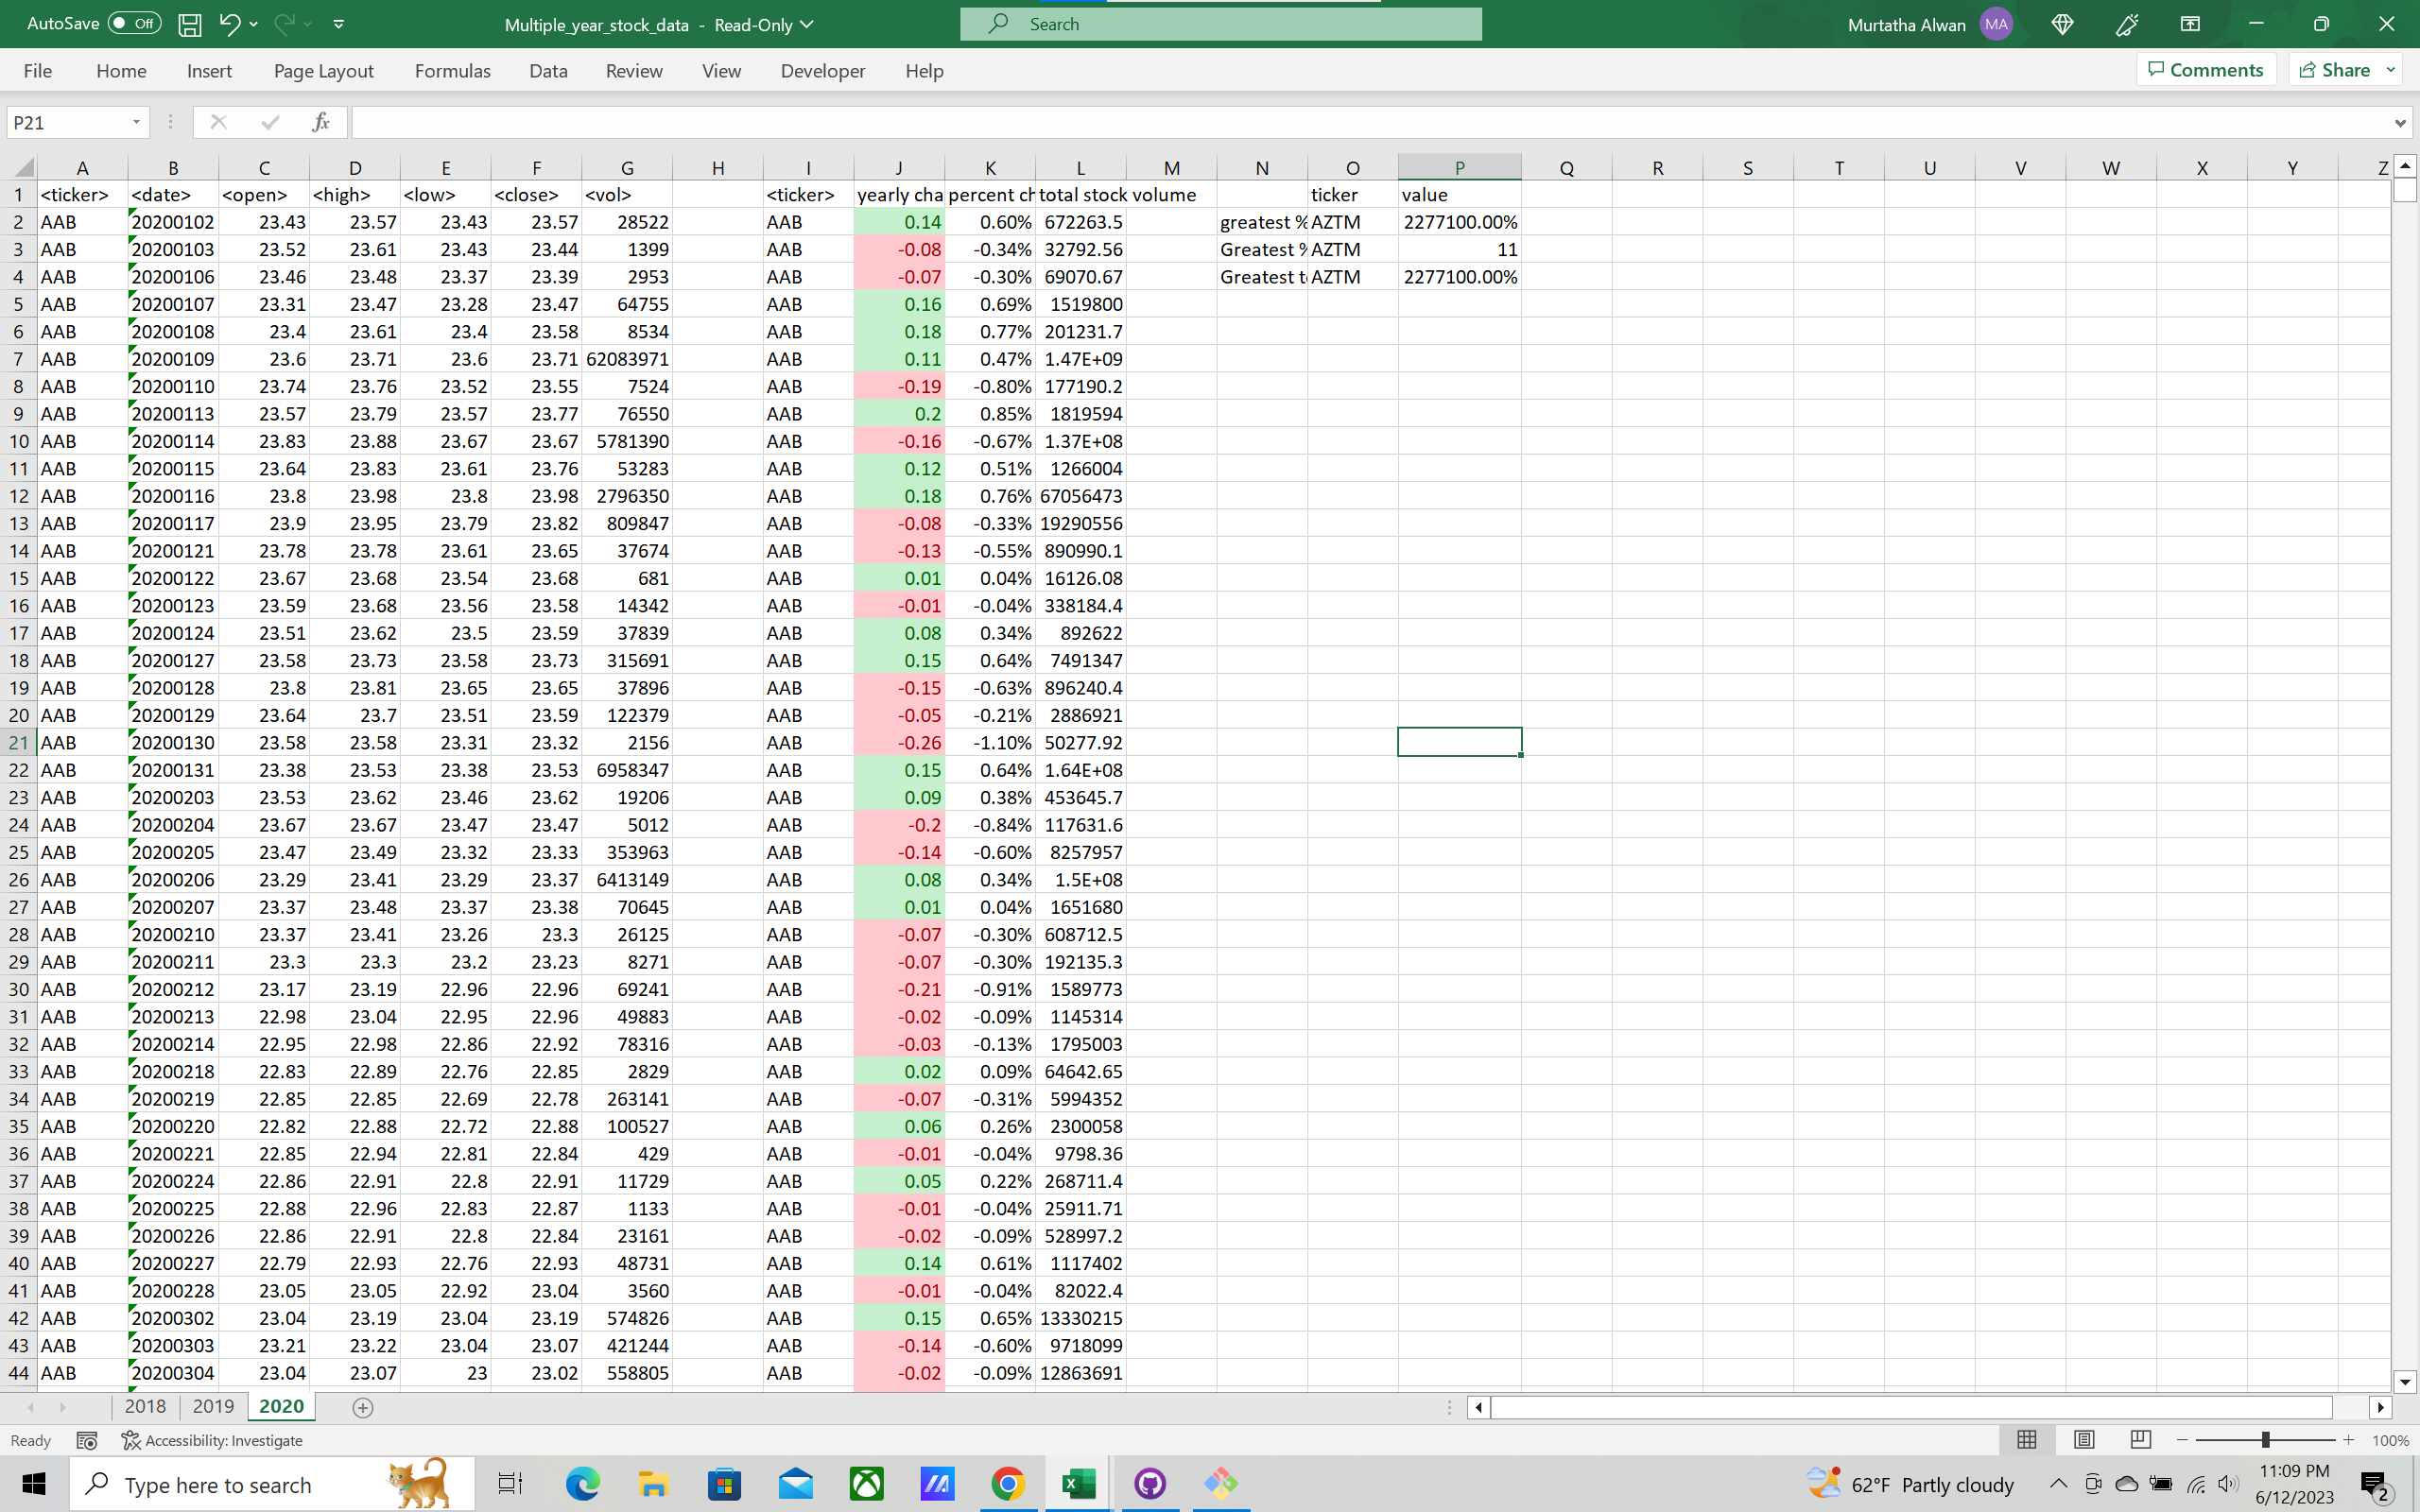 AutoSave Off Multiple_year_stock_data - Read-Only Search Murtatha Alwan MA
File Home Insert Page Layout Formulas Data Review View Developer Help Comments Share
P21 fx
A B C D E F G H I J K L M N O P Q R S T U V W X Y Z
1 <ticker> <date> <open> <high> <low> <close> <vol> <ticker> yearly cha percent ch total stock volume ticker value
2 AAB 20200102 23.43 23.57 23.43 23.57 28522 AAB 0.14 0.60% 672263.5 greatest % AZTM 2277100.00%
3 AAB 20200103 23.52 23.61 23.43 23.44 1399 AAB -0.08 -0.34% 32792.56 Greatest % AZTM 11
4 AAB 20200106 23.46 23.48 23.37 23.39 2953 AAB -0.07 -0.30% 69070.67 Greatest t AZTM 2277100.00%
5 AAB 20200107 23.31 23.47 23.28 23.47 64755 AAB 0.16 0.69% 1519800
6 AAB 20200108 23.4 23.61 23.4 23.58 8534 AAB 0.18 0.77% 201231.7
7 AAB 20200109 23.6 23.71 23.6 23.71 62083971 AAB 0.11 0.47% 1.47E+09
8 AAB 20200110 23.74 23.76 23.52 23.55 7524 AAB -0.19 -0.80% 177190.2
9 AAB 20200113 23.57 23.79 23.57 23.77 76550 AAB 0.2 0.85% 1819594
10 AAB 20200114 23.83 23.88 23.67 23.67 5781390 AAB -0.16 -0.67% 1.37E+08
11 AAB 20200115 23.64 23.83 23.61 23.76 53283 AAB 0.12 0.51% 1266004
12 AAB 20200116 23.8 23.98 23.8 23.98 2796350 AAB 0.18 0.76% 67056473
13 AAB 20200117 23.9 23.95 23.79 23.82 809847 AAB -0.08 -0.33% 19290556
14 AAB 20200121 23.78 23.78 23.61 23.65 37674 AAB -0.13 -0.55% 890990.1
15 AAB 20200122 23.67 23.68 23.54 23.68 681 AAB 0.01 0.04% 16126.08
16 AAB 20200123 23.59 23.68 23.56 23.58 14342 AAB -0.01 -0.04% 338184.4
17 AAB 20200124 23.51 23.62 23.5 23.59 37839 AAB 0.08 0.34% 892622
18 AAB 20200127 23.58 23.73 23.58 23.73 315691 AAB 0.15 0.64% 7491347
19 AAB 20200128 23.8 23.81 23.65 23.65 37896 AAB -0.15 -0.63% 896240.4
20 AAB 20200129 23.64 23.7 23.51 23.59 122379 AAB -0.05 -0.21% 2886921
21 AAB 20200130 23.58 23.58 23.31 23.32 2156 AAB -0.26 -1.10% 50277.92
22 AAB 20200131 23.38 23.53 23.38 23.53 6958347 AAB 0.15 0.64% 1.64E+08
23 AAB 20200203 23.53 23.62 23.46 23.62 19206 AAB 0.09 0.38% 453645.7
24 AAB 20200204 23.67 23.67 23.47 23.47 5012 AAB -0.2 -0.84% 117631.6
25 AAB 20200205 23.47 23.49 23.32 23.33 353963 AAB -0.14 -0.60% 8257957
26 AAB 20200206 23.29 23.41 23.29 23.37 6413149 AAB 0.08 0.34% 1.5E+08
27 AAB 20200207 23.37 23.48 23.37 23.38 70645 AAB 0.01 0.04% 1651680
28 AAB 20200210 23.37 23.41 23.26 23.3 26125 AAB -0.07 -0.30% 608712.5
29 AAB 20200211 23.3 23.3 23.2 23.23 8271 AAB -0.07 -0.30% 192135.3
30 AAB 20200212 23.17 23.19 22.96 22.96 69241 AAB -0.21 -0.91% 1589773
31 AAB 20200213 22.98 23.04 22.95 22.96 49883 AAB -0.02 -0.09% 1145314
32 AAB 20200214 22.95 22.98 22.86 22.92 78316 AAB -0.03 -0.13% 1795003
33 AAB 20200218 22.83 22.89 22.76 22.85 2829 AAB 0.02 0.09% 64642.65
34 AAB 20200219 22.85 22.85 22.69 22.78 263141 AAB -0.07 -0.31% 5994352
35 AAB 20200220 22.82 22.88 22.72 22.88 100527 AAB 0.06 0.26% 2300058
36 AAB 20200221 22.85 22.94 22.81 22.84 429 AAB -0.01 -0.04% 9798.36
37 AAB 20200224 22.86 22.91 22.8 22.91 11729 AAB 0.05 0.22% 268711.4
38 AAB 20200225 22.88 22.96 22.83 22.87 1133 AAB -0.01 -0.04% 25911.71
39 AAB 20200226 22.86 22.91 22.8 22.84 23161 AAB -0.02 -0.09% 528997.2
40 AAB 20200227 22.79 22.93 22.76 22.93 48731 AAB 0.14 0.61% 1117402
41 AAB 20200228 23.05 23.05 22.92 23.04 3560 AAB -0.01 -0.04% 82022.4
42 AAB 20200302 23.04 23.19 23.04 23.19 574826 AAB 0.15 0.65% 13330215
43 AAB 20200303 23.21 23.22 23.04 23.07 421244 AAB -0.14 -0.60% 9718099
44 AAB 20200304 23.04 23.07 23 23.02 558805 AAB -0.02 -0.09% 12863691
2018 2019 2020
Ready Accessibility: Investigate 100%
Type here to search 62°F Partly cloudy 11:09 PM
6/12/2023 2